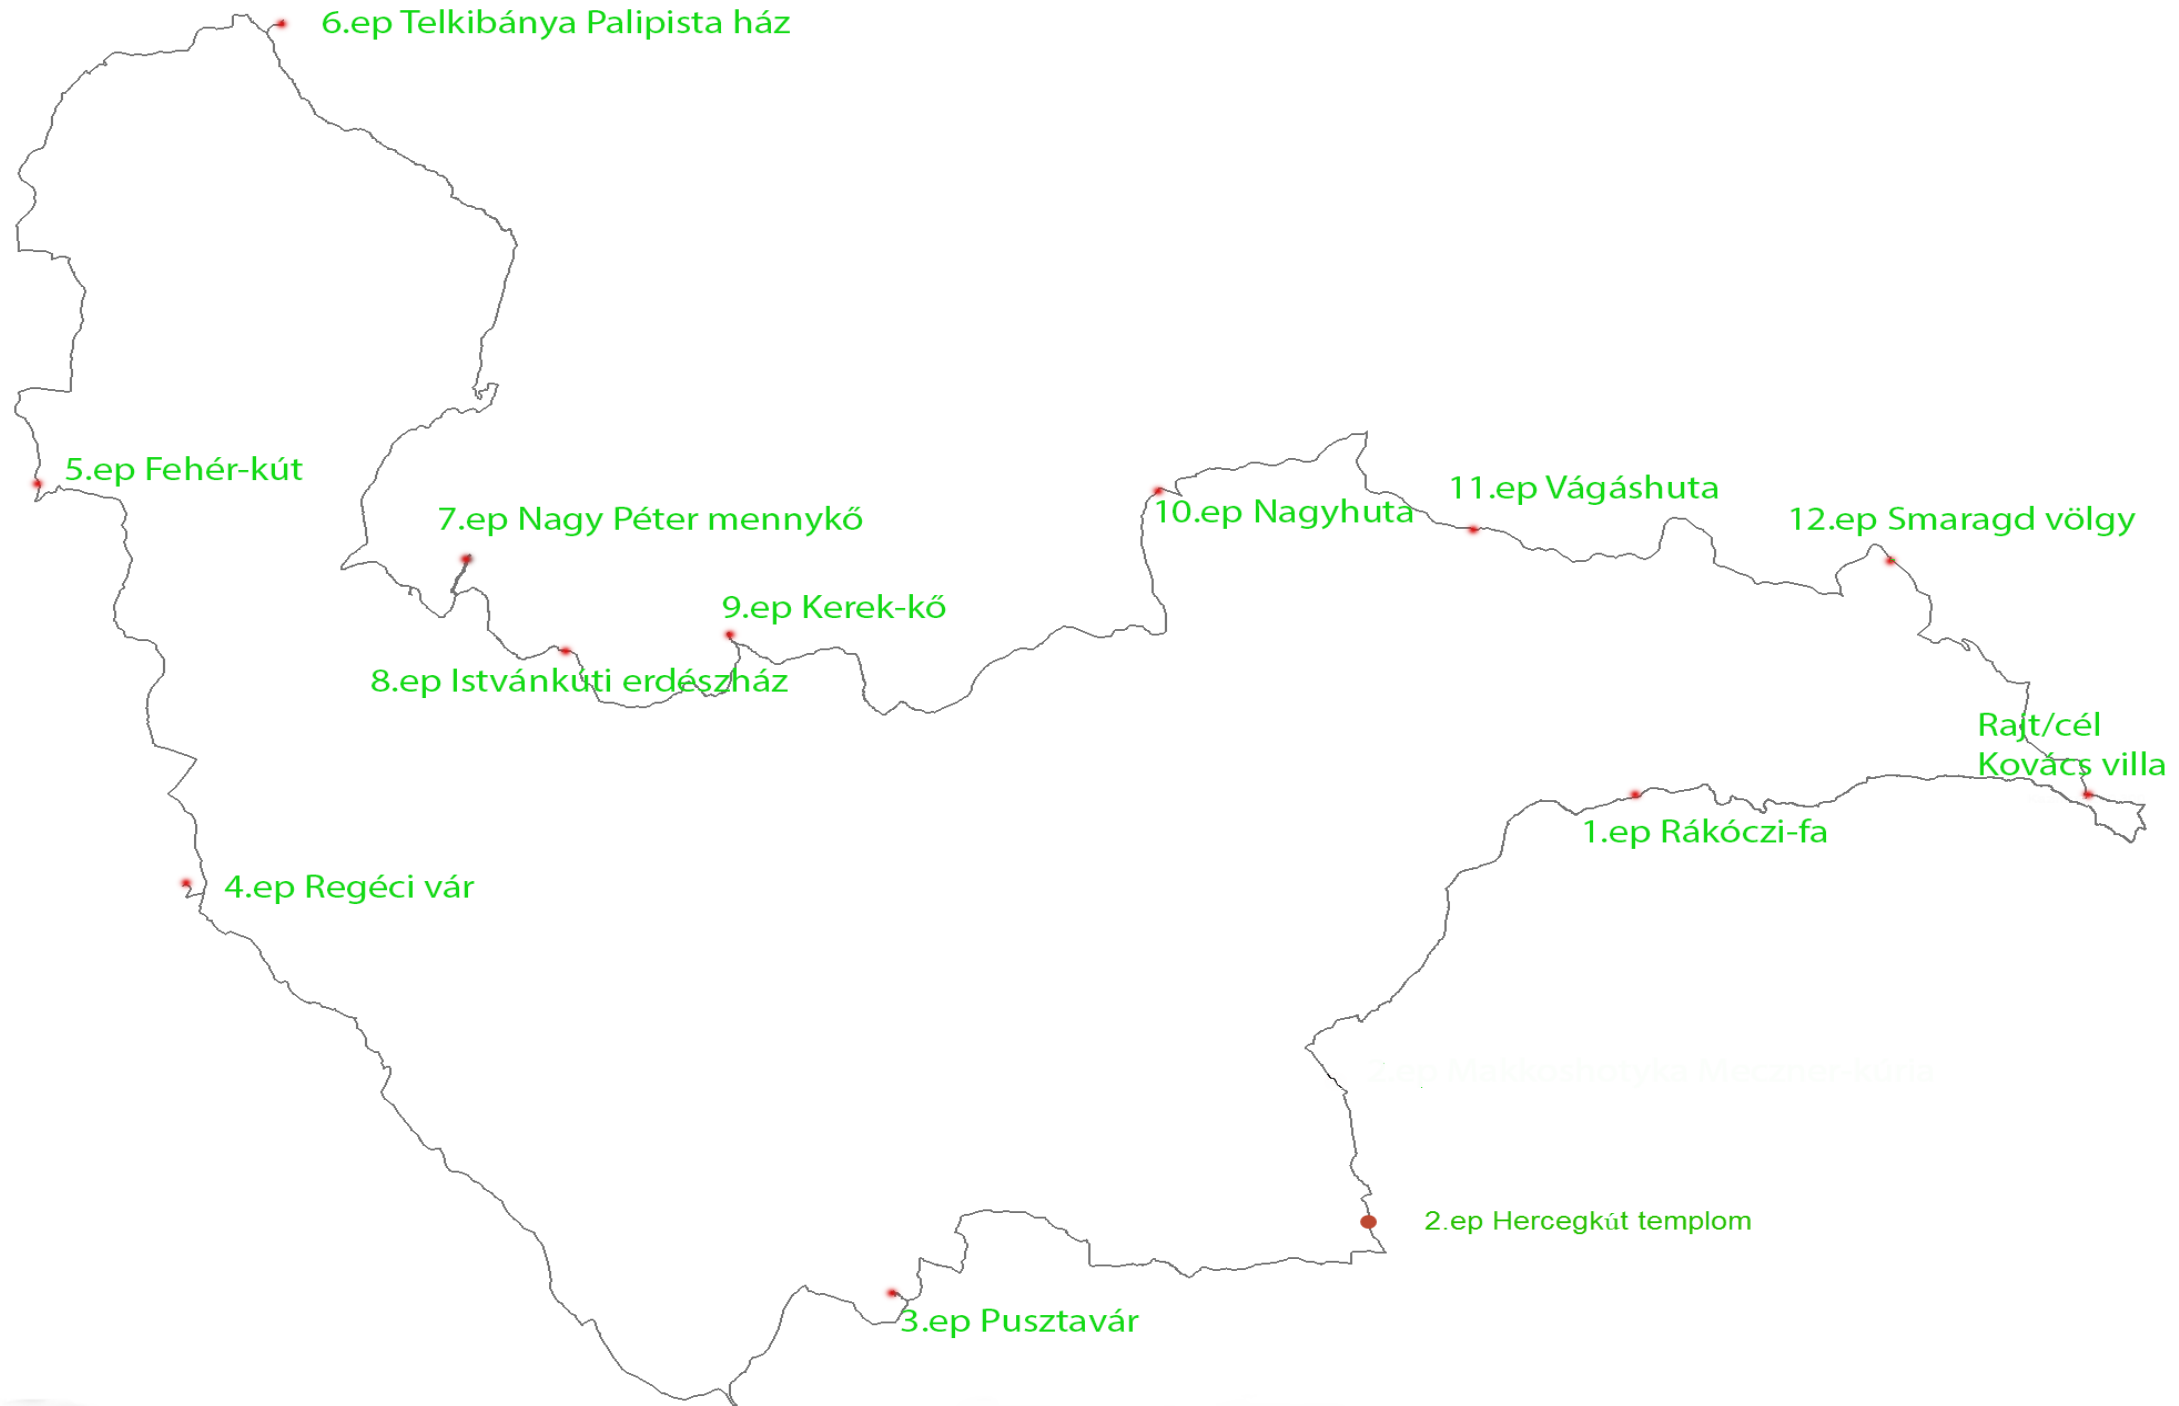 6.ep Telkibánya Palipista ház
5.ep Fehér-kút
7.ep Nagy Péter mennykő
10.ep Nagyhuta
11.ep Vágáshuta
12.ep Smaragd völgy
9.ep Kerek-kő
8.ep Istvánkúti erdészház
Rajt/cél
Kovács villa
1.ep Rákóczi-fa
4.ep Regéci vár
2.ep Hercegkút templom
3.ep Pusztavár